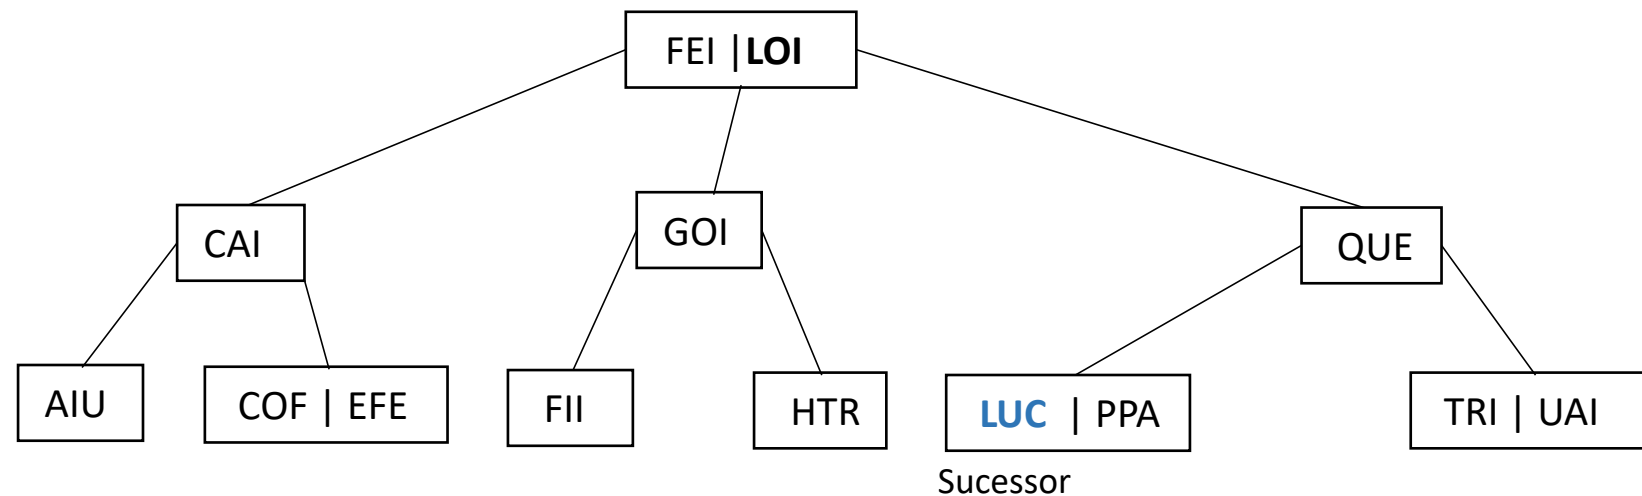 FEI | LOI
CAI
GOI
QUE
AIU
COF | EFE
FII
HTR
LUC | PPA
TRI | UAI
Sucessor